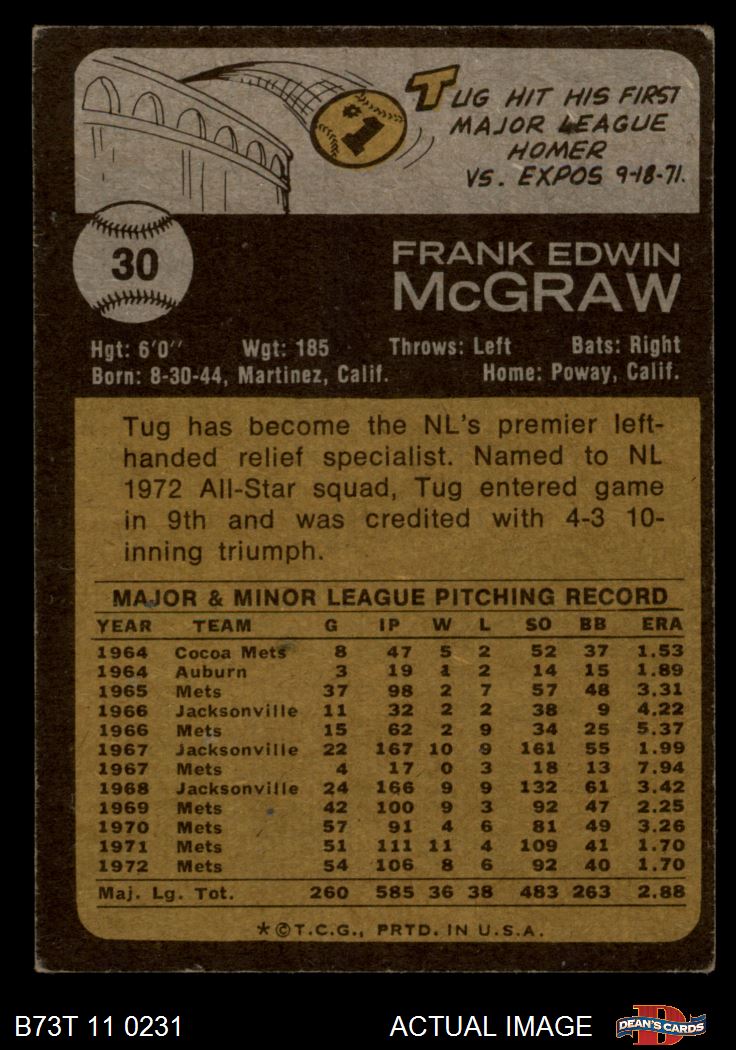 #1
TUG HIT HIS FIRST
MAJOR LEAGUE
HOMER
VS. EXPOS 9-18-71.
30
FRANK EDWIN
McGRAW
Hgt: 6'0" Wgt: 185 Throws: Left Bats: Right
Born: 8-30-44, Martinez, Calif. Home: Poway, Calif.
Tug has become the NL's premier left-
handed relief specialist. Named to NL
1972 All-Star squad, Tug entered game
in 9th and was credited with 4-3 10-
inning triumph.
MAJOR & MINOR LEAGUE PITCHING RECORD
YEAR TEAM G IP W L SO BB ERA
1964 Cocoa Mets 8 47 5 2 52 37 1.53
1964 Auburn 3 19 1 2 14 15 1.89
1965 Mets 37 98 2 7 57 48 3.31
1966 Jacksonville 11 32 2 2 38 9 4.22
1966 Mets 15 62 2 9 34 25 5.37
1967 Jacksonville 22 167 10 9 161 55 1.99
1967 Mets 4 17 0 3 18 13 7.94
1968 Jacksonville 24 166 9 9 132 61 3.42
1969 Mets 42 100 9 3 92 47 2.25
1970 Mets 57 91 4 6 81 49 3.26
1971 Mets 51 111 11 4 109 41 1.70
1972 Mets 54 106 8 6 92 40 1.70
Maj. Lg. Tot. 260 585 36 38 483 263 2.88
*©T.C.G., PRTD. IN U.S.A.
B73T 11 0231 ACTUAL IMAGE D DEAN'S CARDS